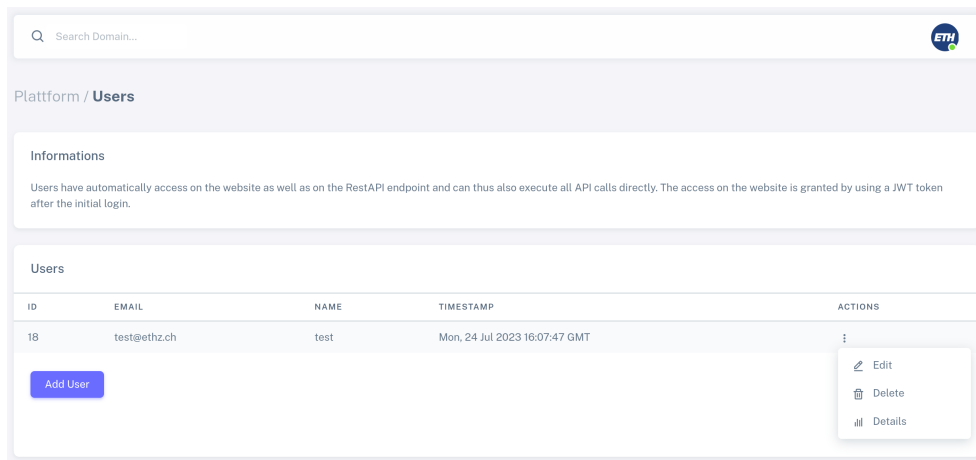 Search Domain...
ETH
Plattform / Users
Informations
Users have automatically access on the website as well as on the RestAPI endpoint and can thus also execute all API calls directly. The access on the website is granted by using a JWT token
after the initial login.
Users
ID EMAIL NAME TIMESTAMP ACTIONS
18 test@ethz.ch test Mon, 24 Jul 2023 16:07:47 GMT
Edit
Add User
Delete
Details